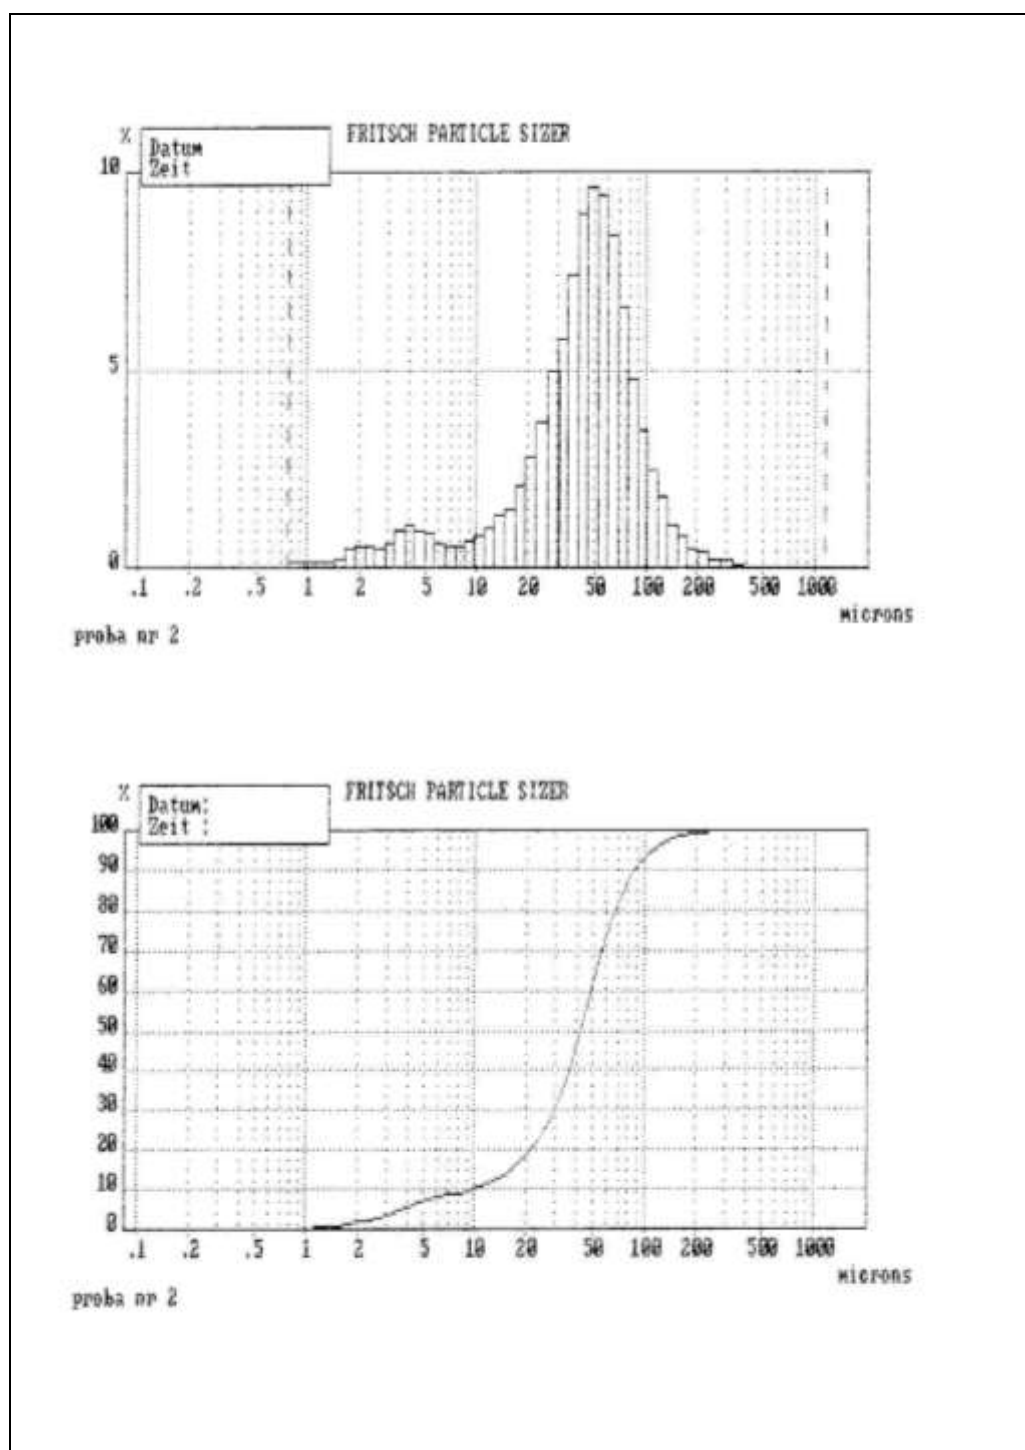 % Datum FRITSCH PARTICLE SIZER
Zeit
10
5
0
.1 .2 .5 1 2 5 10 20 50 100 200 500 1000
microns
proba nr 2
% Datum: FRITSCH PARTICLE SIZER
Zeit :
100
90
80
70
60
50
40
30
20
10
0
.1 .2 .5 1 2 5 10 20 50 100 200 500 1000
microns
proba nr 2